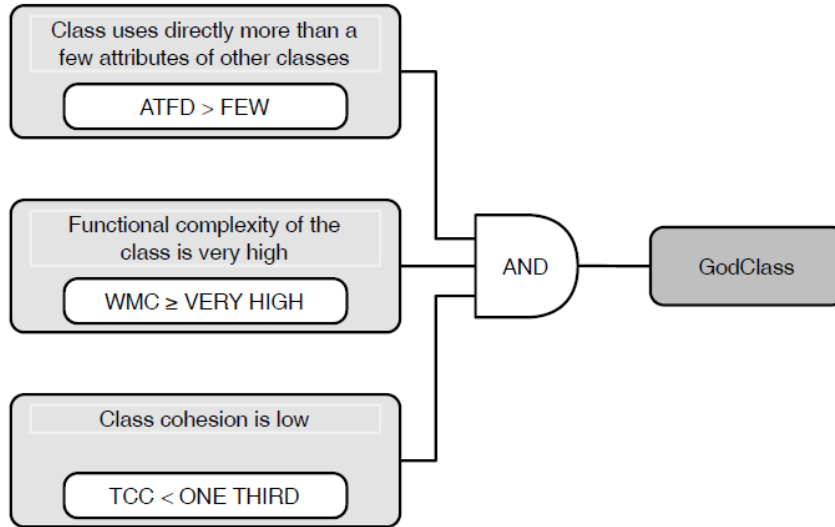 Class uses directly more than a
few attributes of other classes
ATFD > FEW
Functional complexity of the
class is very high
WMC ≥ VERY HIGH
Class cohesion is low
TCC < ONE THIRD
AND
GodClass